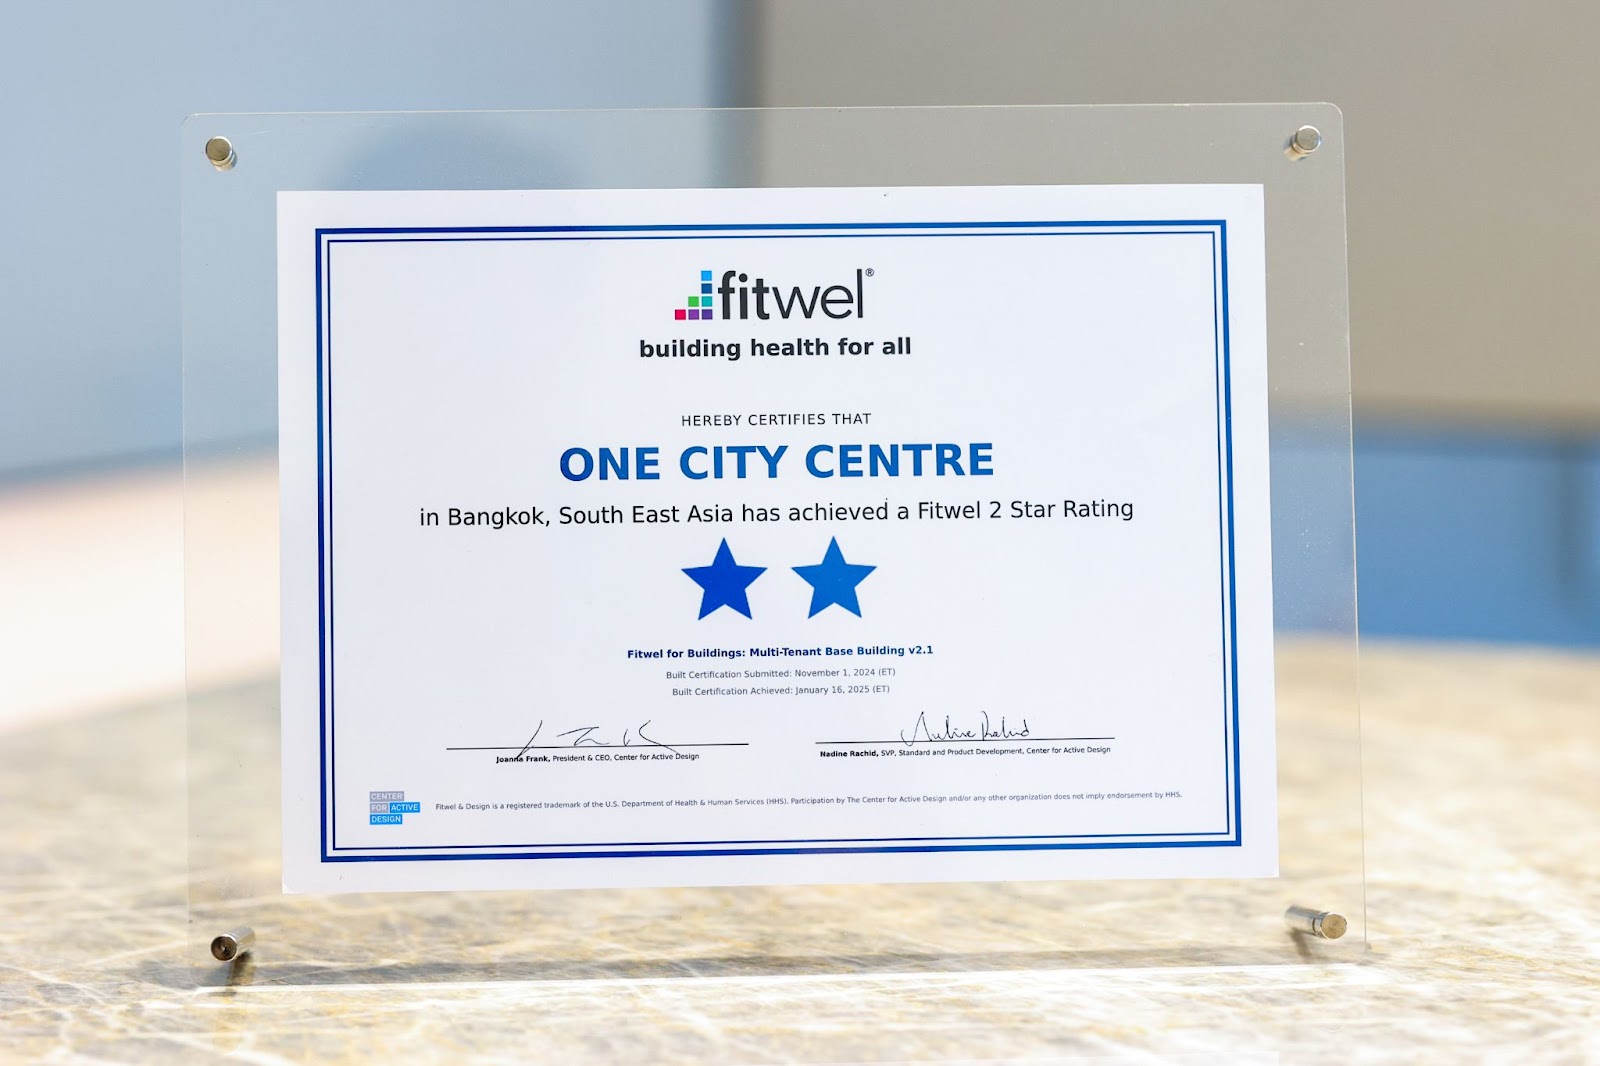 fitwel®
building health for all
HEREBY CERTIFIES THAT
ONE CITY CENTRE
in Bangkok, South East Asia has achieved a Fitwel 2 Star Rating
Fitwel for Buildings: Multi-Tenant Base Building v2.1
Built Certification Submitted: November 1, 2024 (ET)
Built Certification Achieved: January 16, 2025 (ET)
Nadine Rachid
Joanna Frank, President & CEO, Center for Active Design
Nadine Rachid, SVP, Standard and Product Development, Center for Active Design
CENTER
FOR ACTIVE
DESIGN
Fitwel & Design is a registered trademark of the U.S. Department of Health & Human Services (HHS). Participation by The Center for Active Design and/or any other organization does not imply endorsement by HHS.